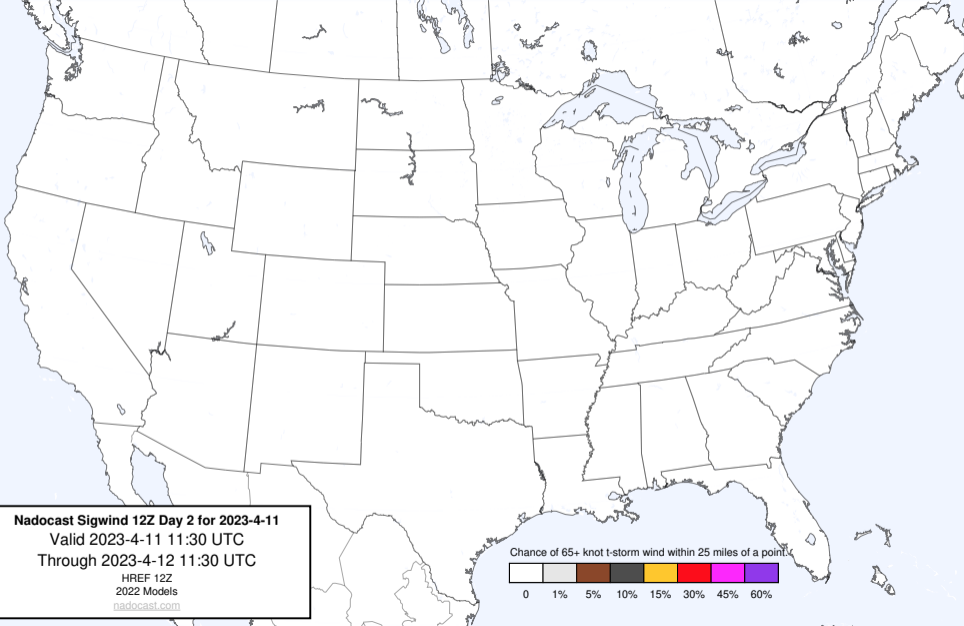 Nadocast Sigwind 12Z Day 2 for 2023-4-11
Valid 2023-4-11 11:30 UTC
Through 2023-4-12 11:30 UTC
HREF 12Z
2022 Models
nadocast.com
Chance of 65+ knot t-storm wind within 25 miles of a point.
0 1% 5% 10% 15% 30% 45% 60%